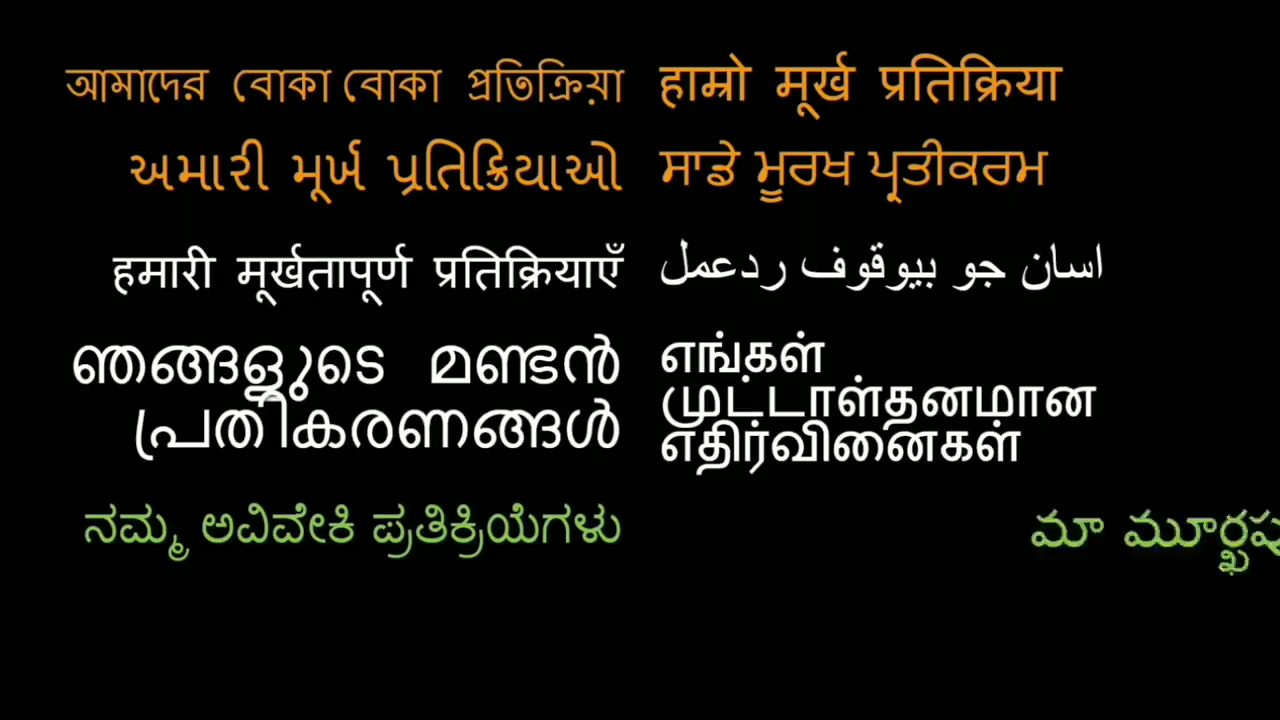 আমাদের বোকা বোকা প্রতিক্রিয়া
हाम्रो मूर्ख प्रतिक्रिया
અમારી મૂર્ખ પ્રતિક્રિયાઓ
ਸਾਡੇ ਮੂਰਖ ਪ੍ਰਤੀਕਰਮ
हमारी मूर्खतापूर्ण प्रतिक्रियाएँ
اسان جو بيوقوف ردعمل
ഞങ്ങളുടെ മണ്ടൻ
പ്രതികരണങ്ങൾ
எங்கள்
முட்டாள்தனமான
எதிர்வினைகள்
ನಮ್ಮ ಅವಿವೇಕಿ ಪ್ರತಿಕ್ರಿಯೆಗಳು
మా